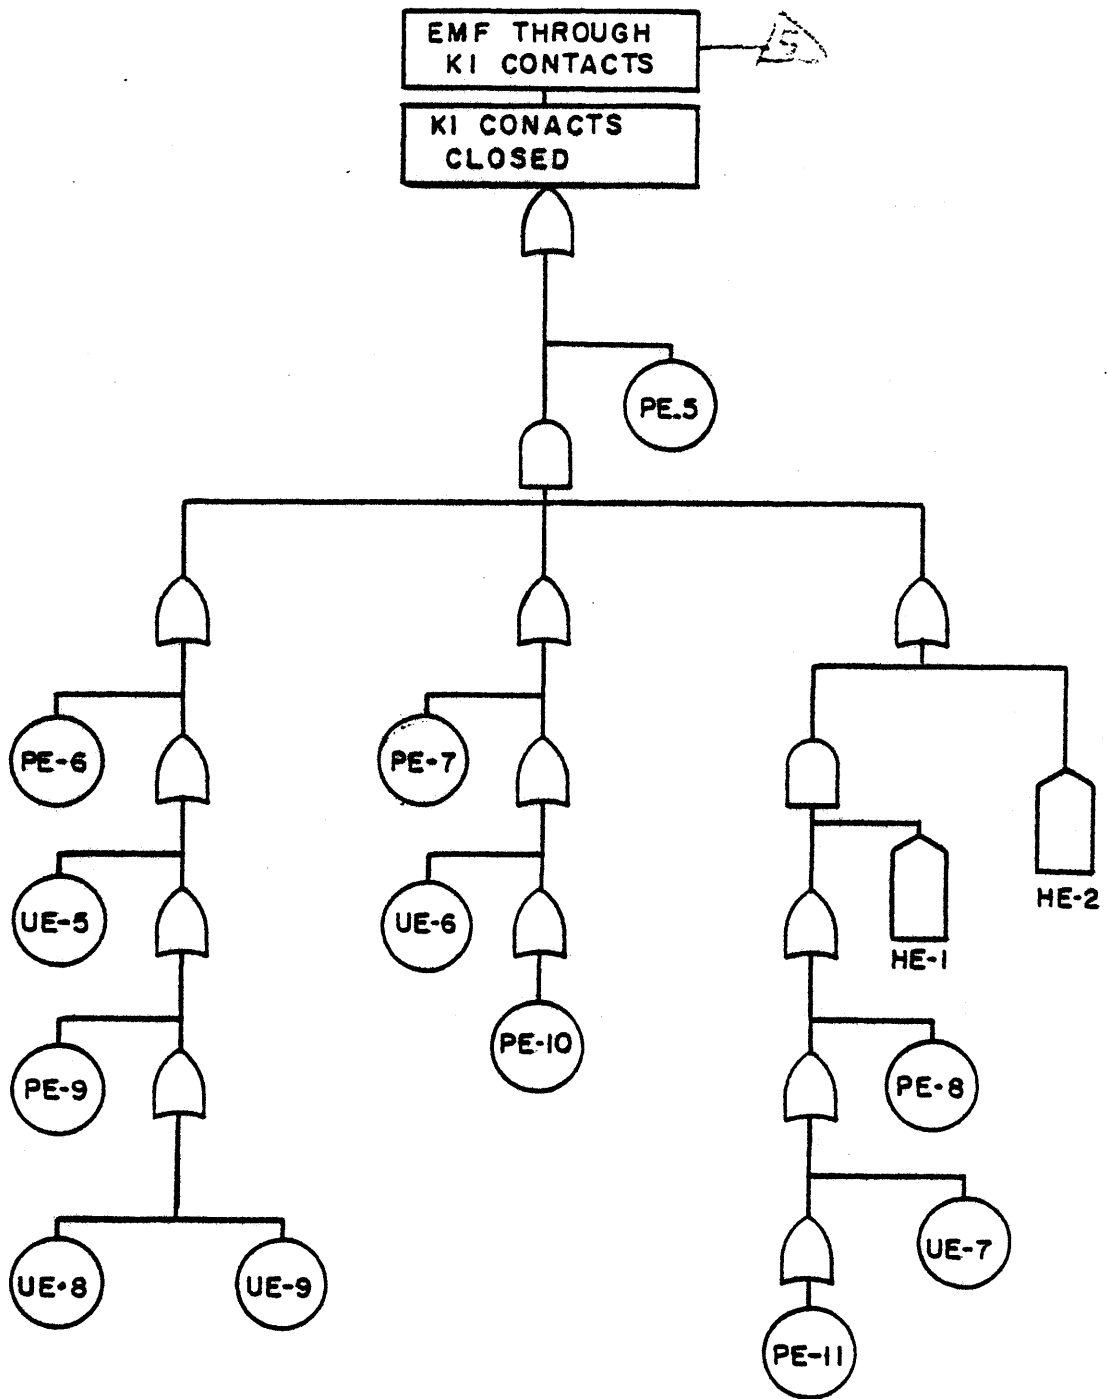 EMF THROUGH
KI CONTACTS
5
KI CONACTS
CLOSED
PE-5
PE-6
PE-7
UE-5
UE-6
HE-1
HE-2
PE-9
PE-10
PE-8
UE-8
UE-9
UE-7
PE-11